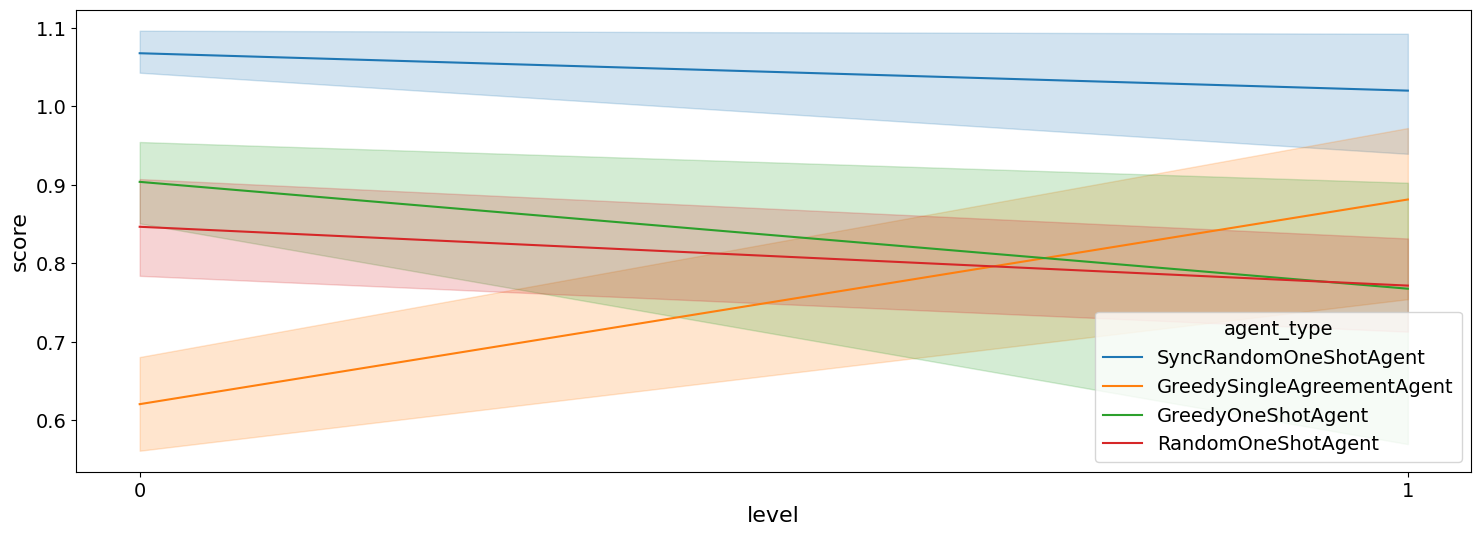 1.1
1.0
0.9
0.8
0.7
0.6
score
0
1
level
agent_type
SyncRandomOneShotAgent
GreedySingleAgreementAgent
GreedyOneShotAgent
RandomOneShotAgent